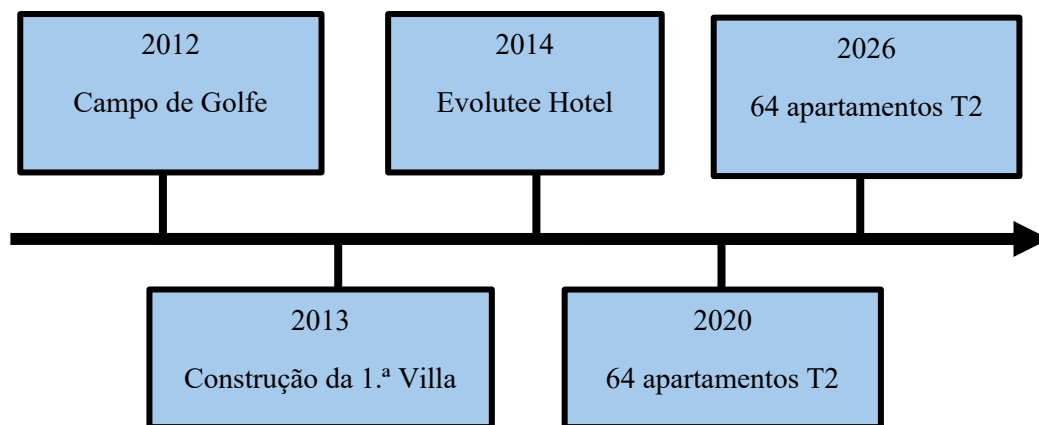 2012
Campo de Golfe
2014
Evolutee Hotel
2026
64 apartamentos T2
2013
Construção da 1.ª Villa
2020
64 apartamentos T2